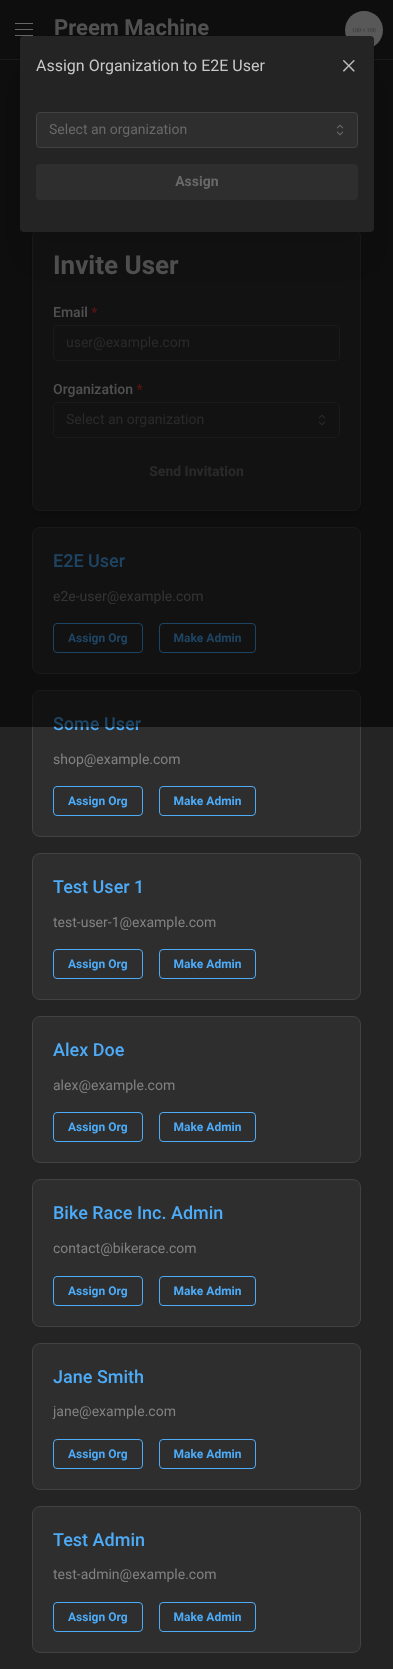 Preem Machine
Assign Organization to E2E User
Select an organization
Assign
Invite User
Email *
user@example.com
Organization *
Select an organization
Send Invitation
E2E User
e2e-user@example.com
Assign Org Make Admin
Some User
shop@example.com
Assign Org Make Admin
Test User 1
test-user-1@example.com
Assign Org Make Admin
Alex Doe
alex@example.com
Assign Org Make Admin
Bike Race Inc. Admin
contact@bikerace.com
Assign Org Make Admin
Jane Smith
jane@example.com
Assign Org Make Admin
Test Admin
test-admin@example.com
Assign Org Make Admin